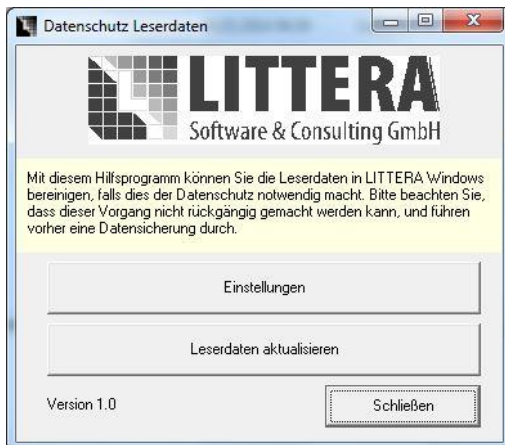 Datenschutz Leserdaten
LITTERA
Software & Consulting GmbH
Mit diesem Hilfsprogramm können Sie die Leserdaten in LITTERA Windows
bereinigen, falls dies der Datenschutz notwendig macht. Bitte beachten Sie,
dass dieser Vorgang nicht rückgängig gemacht werden kann, und führen
vorher eine Datensicherung durch.
Einstellungen
Leserdaten aktualisieren
Version 1.0
Schließen